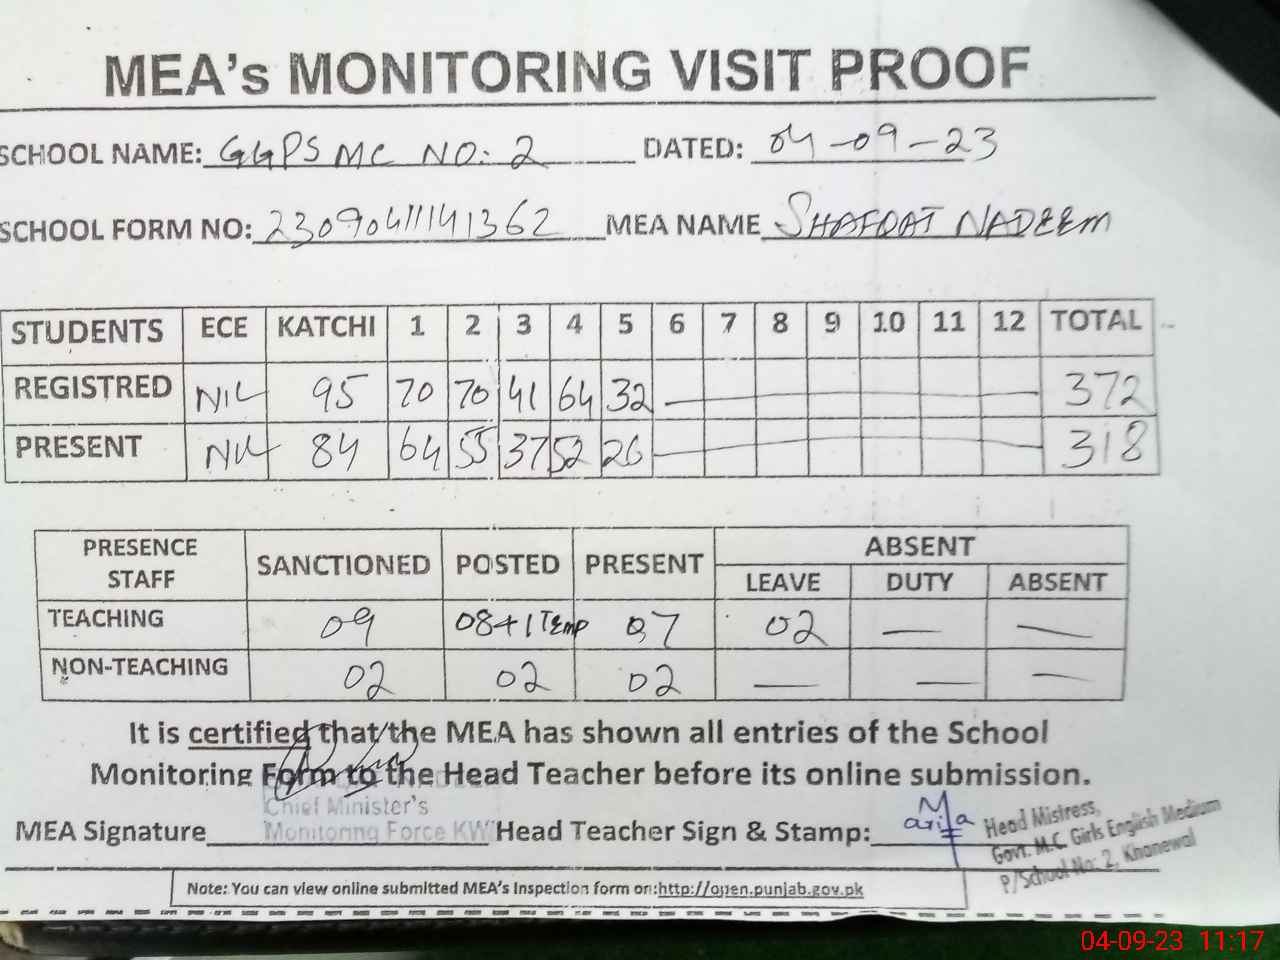 MEA's MONITORING VISIT PROOF
SCHOOL NAME: GGPS MC NO: 2 DATED: 04-09-23
SCHOOL FORM NO: 23090411141362 MEA NAME SHAFQAT NADEEM
STUDENTS ECE KATCHI 1 2 3 4 5 6 7 8 9 10 11 12 TOTAL
REGISTRED NIL 95 70 70 41 64 32 372
PRESENT NIL 84 64 55 37 52 26 318
PRESENCE STAFF SANCTIONED POSTED PRESENT ABSENT
LEAVE DUTY ABSENT
TEACHING 09 08+1 Temp 07 02 — —
NON-TEACHING 02 02 02 — — —
It is certified that the MEA has shown all entries of the School
Monitoring Form to the Head Teacher before its online submission.
Chief Minister's
Monitoring Force KW
MEA Signature Head Teacher Sign & Stamp:
Head Mistress,
Govt. M.C. Girls English Medium
P/School No: 2, Khanewal
Note: You can view online submitted MEA's Inspection form on:http://open.punjab.gov.pk
04-09-23 11:17